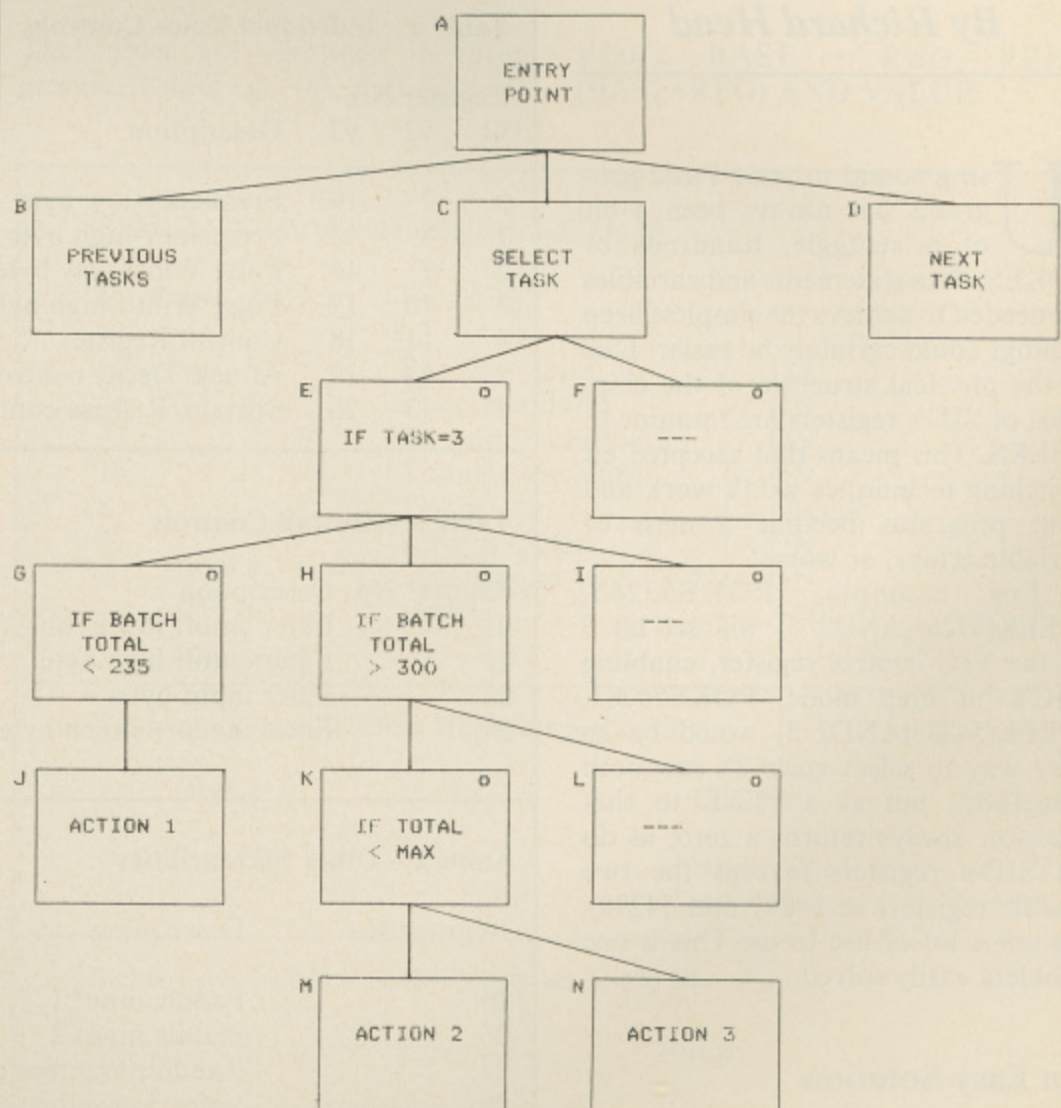 A
ENTRY
POINT
B
PREVIOUS
TASKS
C
SELECT
TASK
D
NEXT
TASK
E
o
IF TASK=3
F
o
----
G
o
IF BATCH
TOTAL
< 235
H
o
IF BATCH
TOTAL
> 300
I
o
----
J
ACTION 1
K
o
IF TOTAL
< MAX
L
o
----
M
ACTION 2
N
ACTION 3